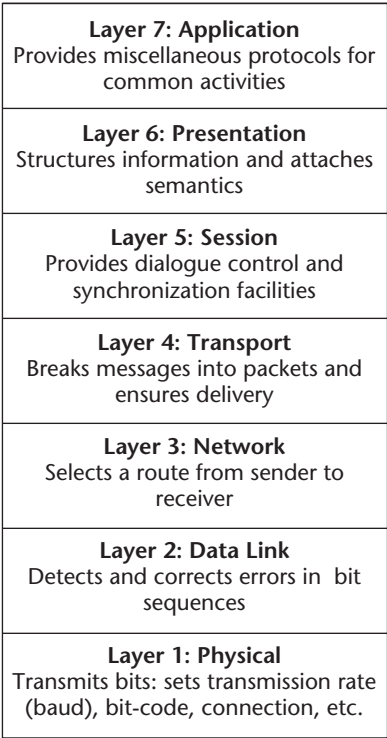 Layer 7: Application
Provides miscellaneous protocols for
common activities
Layer 6: Presentation
Structures information and attaches
semantics
Layer 5: Session
Provides dialogue control and
synchronization facilities
Layer 4: Transport
Breaks messages into packets and
ensures delivery
Layer 3: Network
Selects a route from sender to
receiver
Layer 2: Data Link
Detects and corrects errors in bit
sequences
Layer 1: Physical
Transmits bits: sets transmission rate
(baud), bit-code, connection, etc.